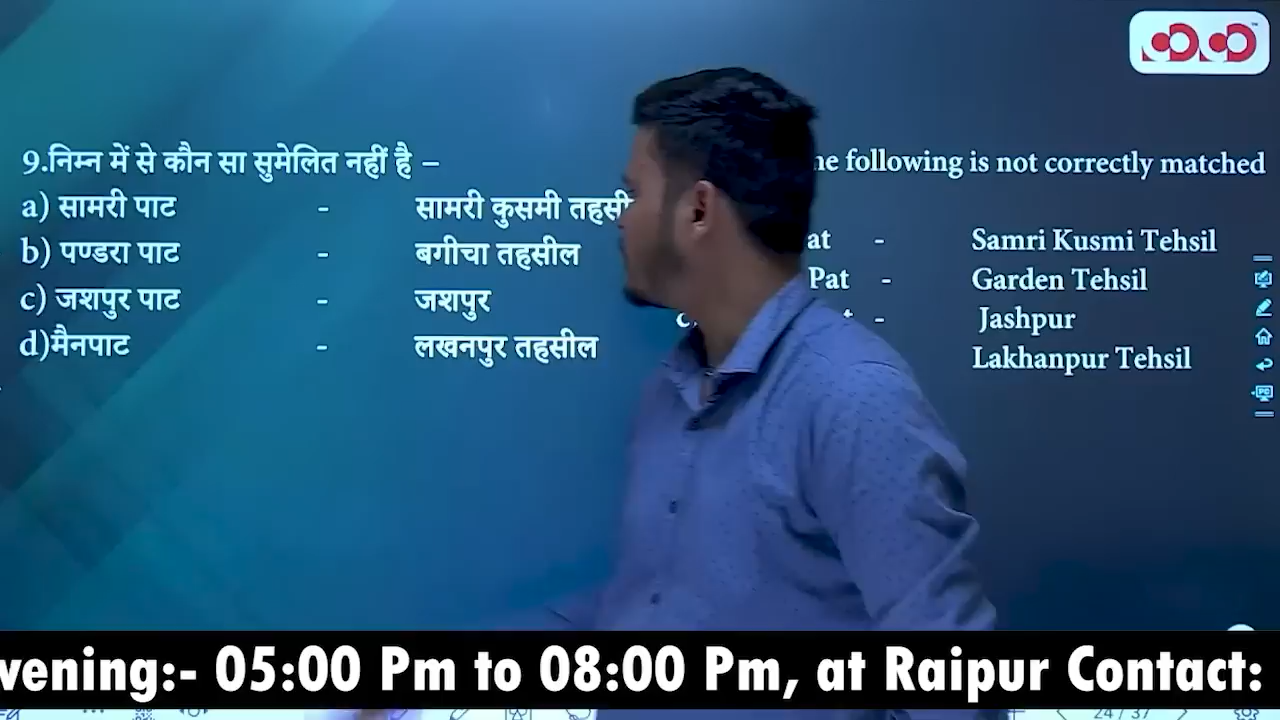 9.निम्न में से कौन सा सुमेलित नहीं है –
a) सामरी पाट - सामरी कुसमी तहसी
b) पण्डरा पाट - बगीचा तहसील
c) जशपुर पाट - जशपुर
d)मैनपाट - लखनपुर तहसील
following is not correctly matched
at - Samri Kusmi Tehsil
Pat - Garden Tehsil
- Jashpur
Lakhanpur Tehsil
vening:- 05:00 Pm to 08:00 Pm, at Raipur Contact:
24 / 37